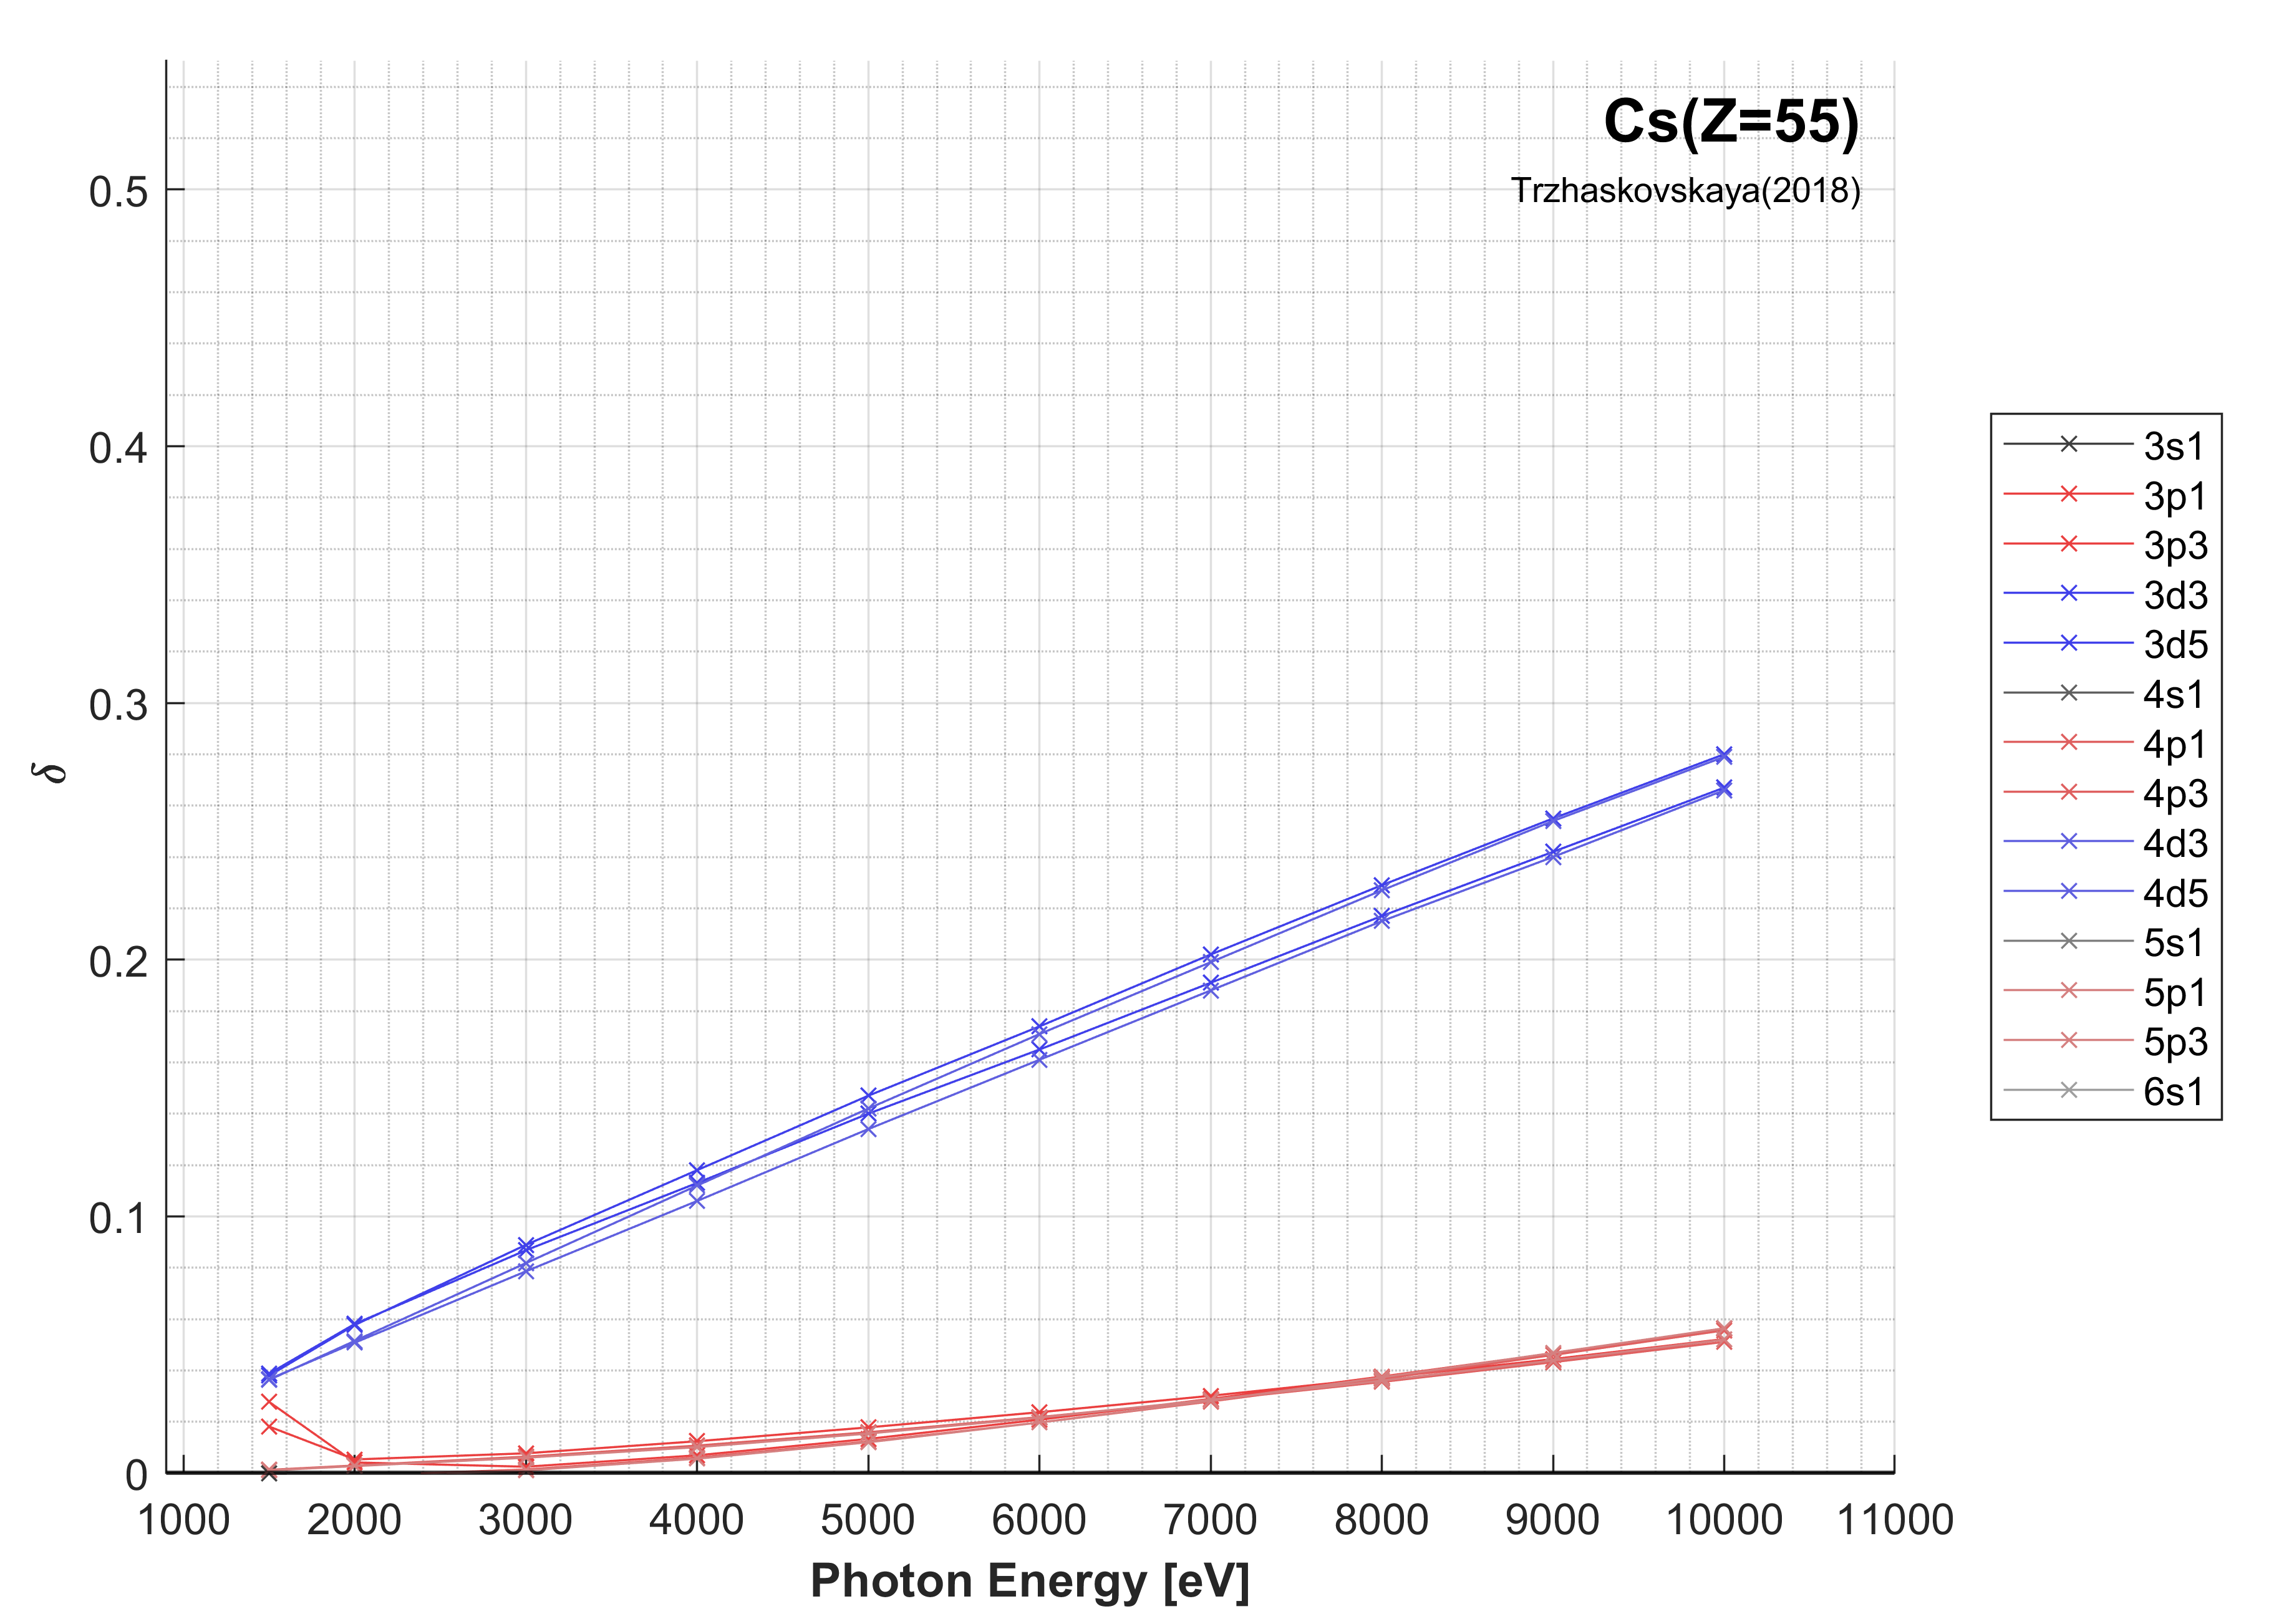 Cs(Z=55)
Trzhaskovskaya(2018)
0.5
0.4
0.3
0.2
0.1
0
δ
1000 2000 3000 4000 5000 6000 7000 8000 9000 10000 11000
Photon Energy [eV]
3s1
3p1
3p3
3d3
3d5
4s1
4p1
4p3
4d3
4d5
5s1
5p1
5p3
6s1